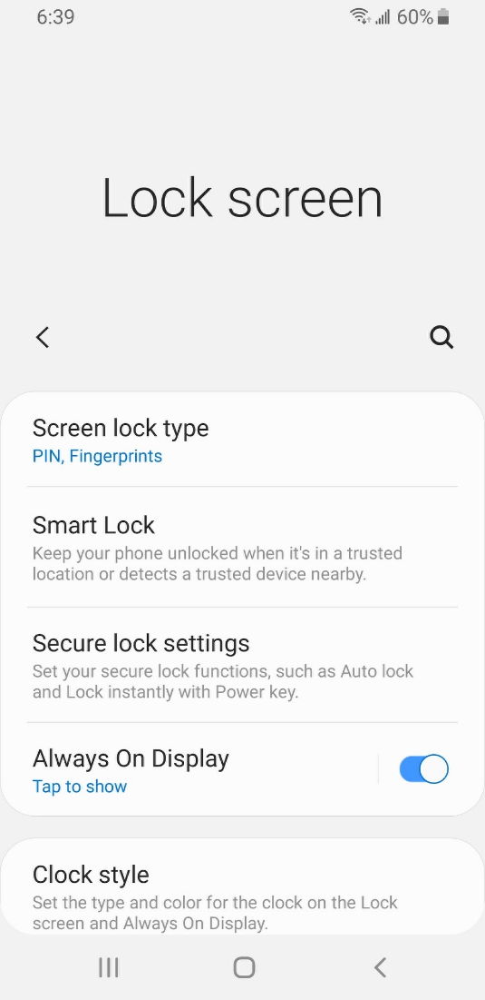 6:39 60%
Lock screen
Screen lock type
PIN, Fingerprints
Smart Lock
Keep your phone unlocked when it's in a trusted
location or detects a trusted device nearby.
Secure lock settings
Set your secure lock functions, such as Auto lock
and Lock instantly with Power key.
Always On Display
Tap to show
Clock style
Set the type and color for the clock on the Lock
screen and Always On Display.